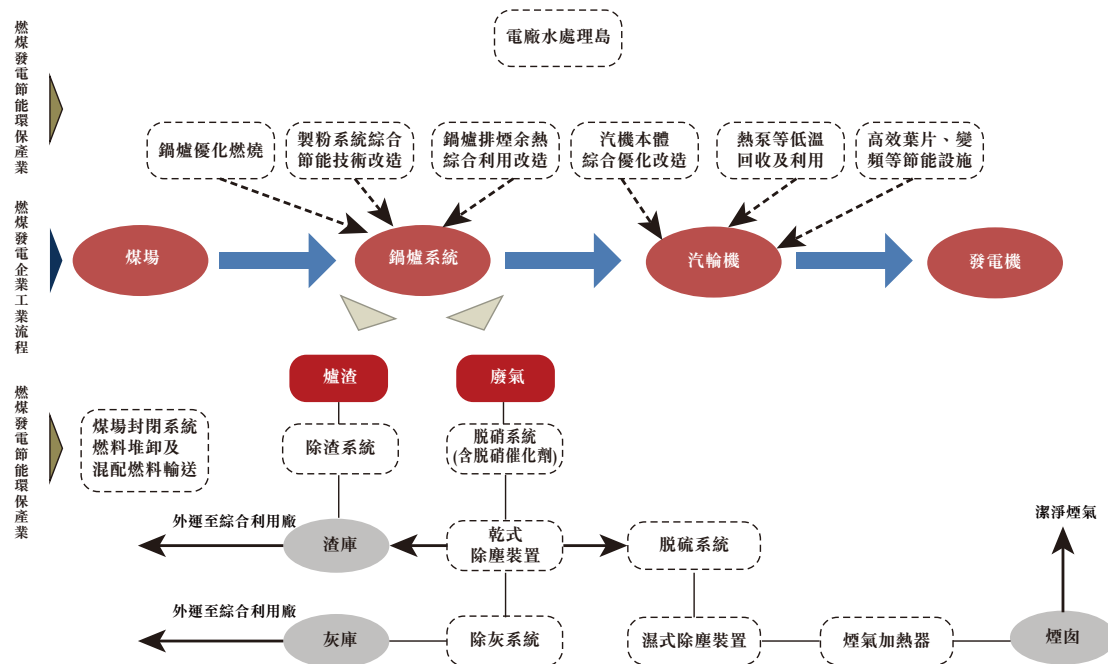 燃煤發電節能環保產業
電廠水處理島
鍋爐優化燃燒
製粉系統綜合
節能技術改造
鍋爐排煙余熱
綜合利用改造
汽機本體
綜合優化改造
熱泵等低溫
回收及利用
高效葉片、變
頻等節能設施
燃煤發電企業工業流程
煤場
鍋爐系統
汽輪機
發電機
燃煤發電節能環保產業
爐渣
廢氣
煤場封閉系統
燃料堆卸及
混配燃料輸送
除渣系統
脱硝系統
(含脱硝催化劑)
外運至綜合利用廠
渣庫
乾式
除塵裝置
脱硫系統
潔淨煙氣
外運至綜合利用廠
灰庫
除灰系統
濕式除塵裝置
煙氣加熱器
煙囱